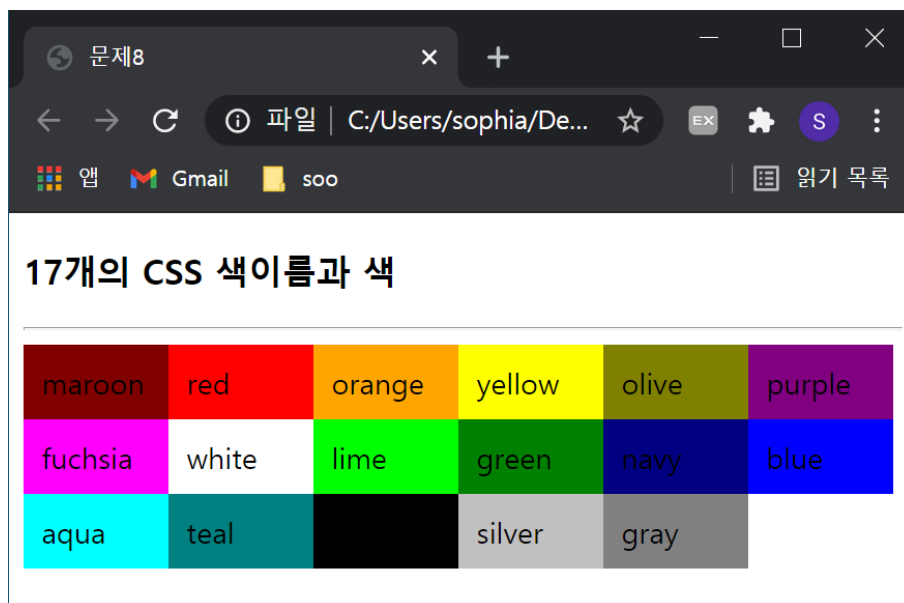 문제8
파일 C:/Users/sophia/De...
EX
S
앱 Gmail soo 읽기 목록
17개의 CSS 색이름과 색
maroon red orange yellow olive purple
fuchsia white lime green navy blue
aqua teal silver gray